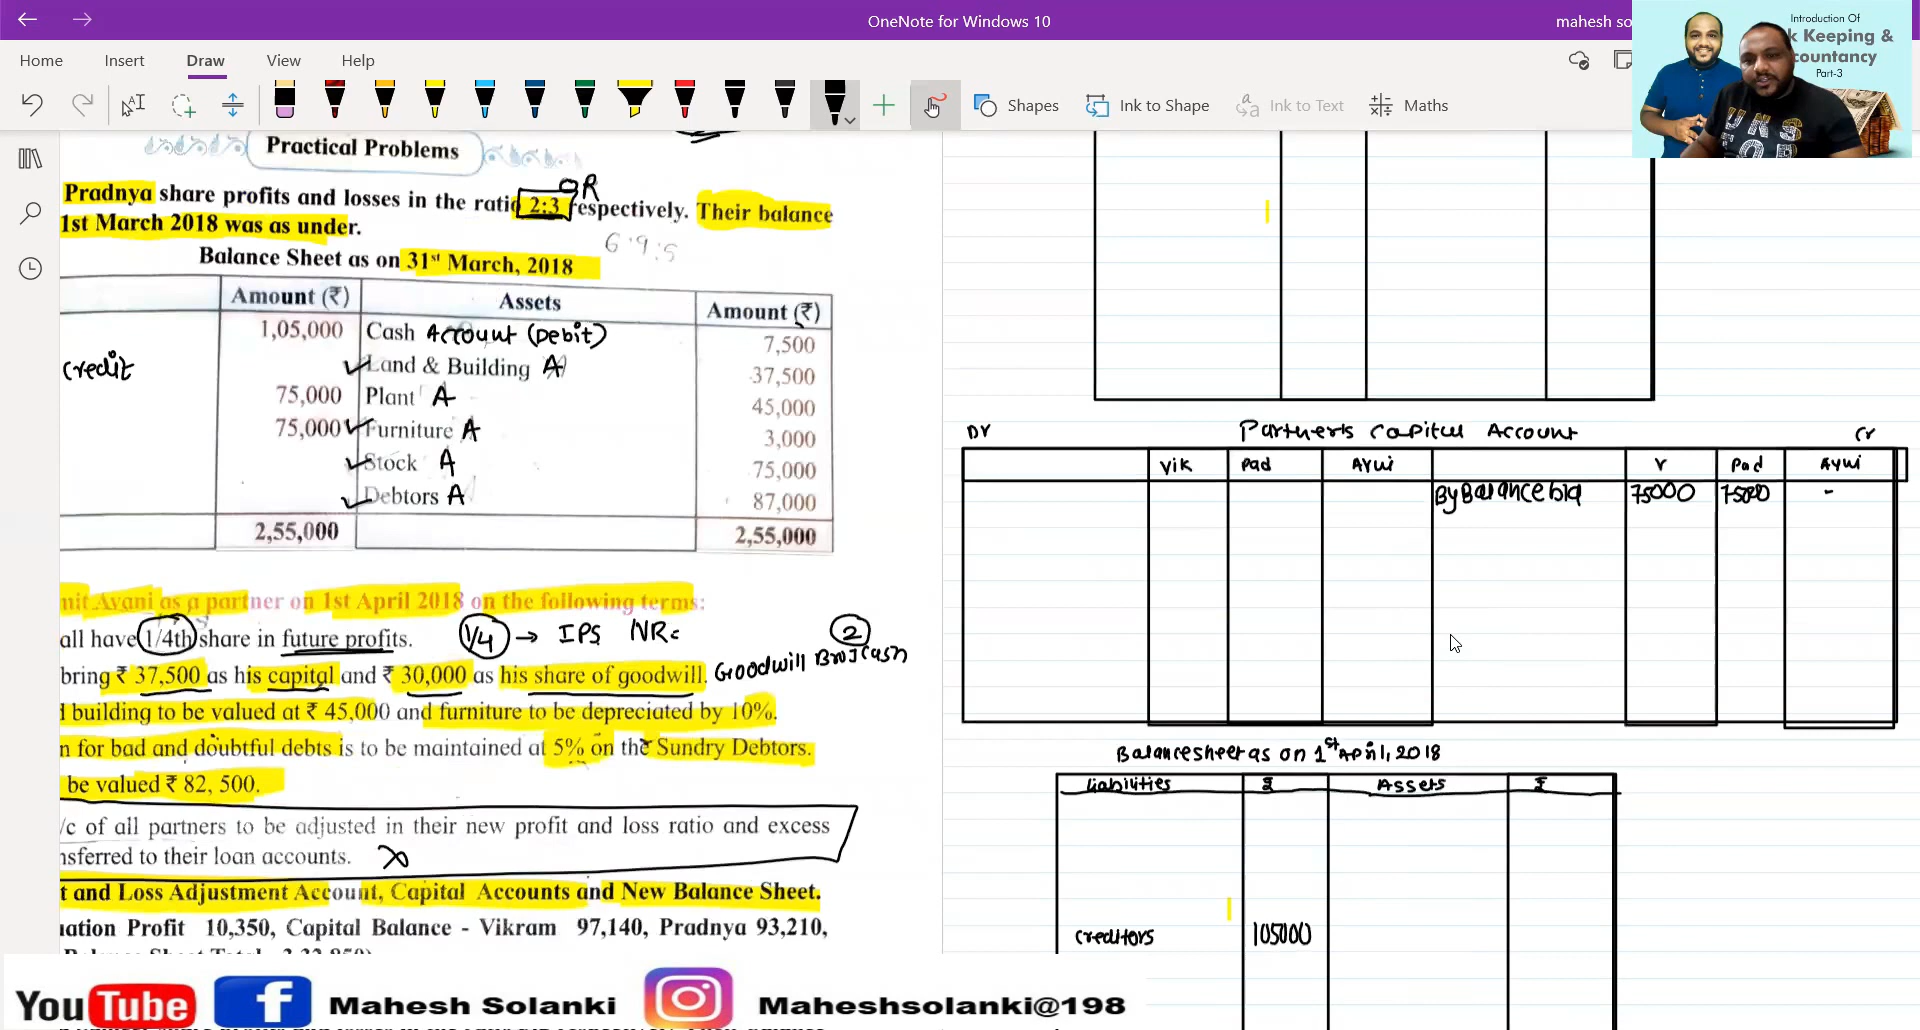 OneNote for Windows 10
mahesh so
Introduction Of
k Keeping &
countancy
Part-3
Home Insert Draw View Help
Shapes Ink to Shape Ink to Text Maths
Practical Problems
Pradnya share profits and losses in the ratio 2:3 respectively. Their balance
OR
1st March 2018 was as under.
6:9:5
Balance Sheet as on 31st March, 2018
Amount (₹) Assets Amount (₹)
1,05,000 Cash Account (Debit) 7,500
credit Land & Building A 37,500
75,000 Plant A 45,000
75,000 Furniture A 3,000
Stock A 75,000
Debtors A 87,000
2,55,000 2,55,000
mit Avani as a partner on 1st April 2018 on the following terms:
all have 1/4th share in future profits. 1/4 → IPS NR 2
bring ₹ 37,500 as his capital and ₹ 30,000 as his share of goodwill. Goodwill Bro] Cash
l building to be valued at ₹ 45,000 and furniture to be depreciated by 10%.
n for bad and doubtful debts is to be maintained at 5% on the Sundry Debtors.
be valued ₹ 82, 500.
/c of all partners to be adjusted in their new profit and loss ratio and excess
nsferred to their loan accounts.
t and Loss Adjustment Account, Capital Accounts and New Balance Sheet.
uation Profit 10,350, Capital Balance - Vikram 97,140, Pradnya 93,210,
Dr Partner's Capital Account Cr
Vik Pad V Pad
By Balance b/d 75000 75000 -
Balancesheet as on 1st April, 2018
Liabilities ₹ Assets ₹
Creditors 105000
YouTube f Mahesh Solanki Maheshsolanki@198